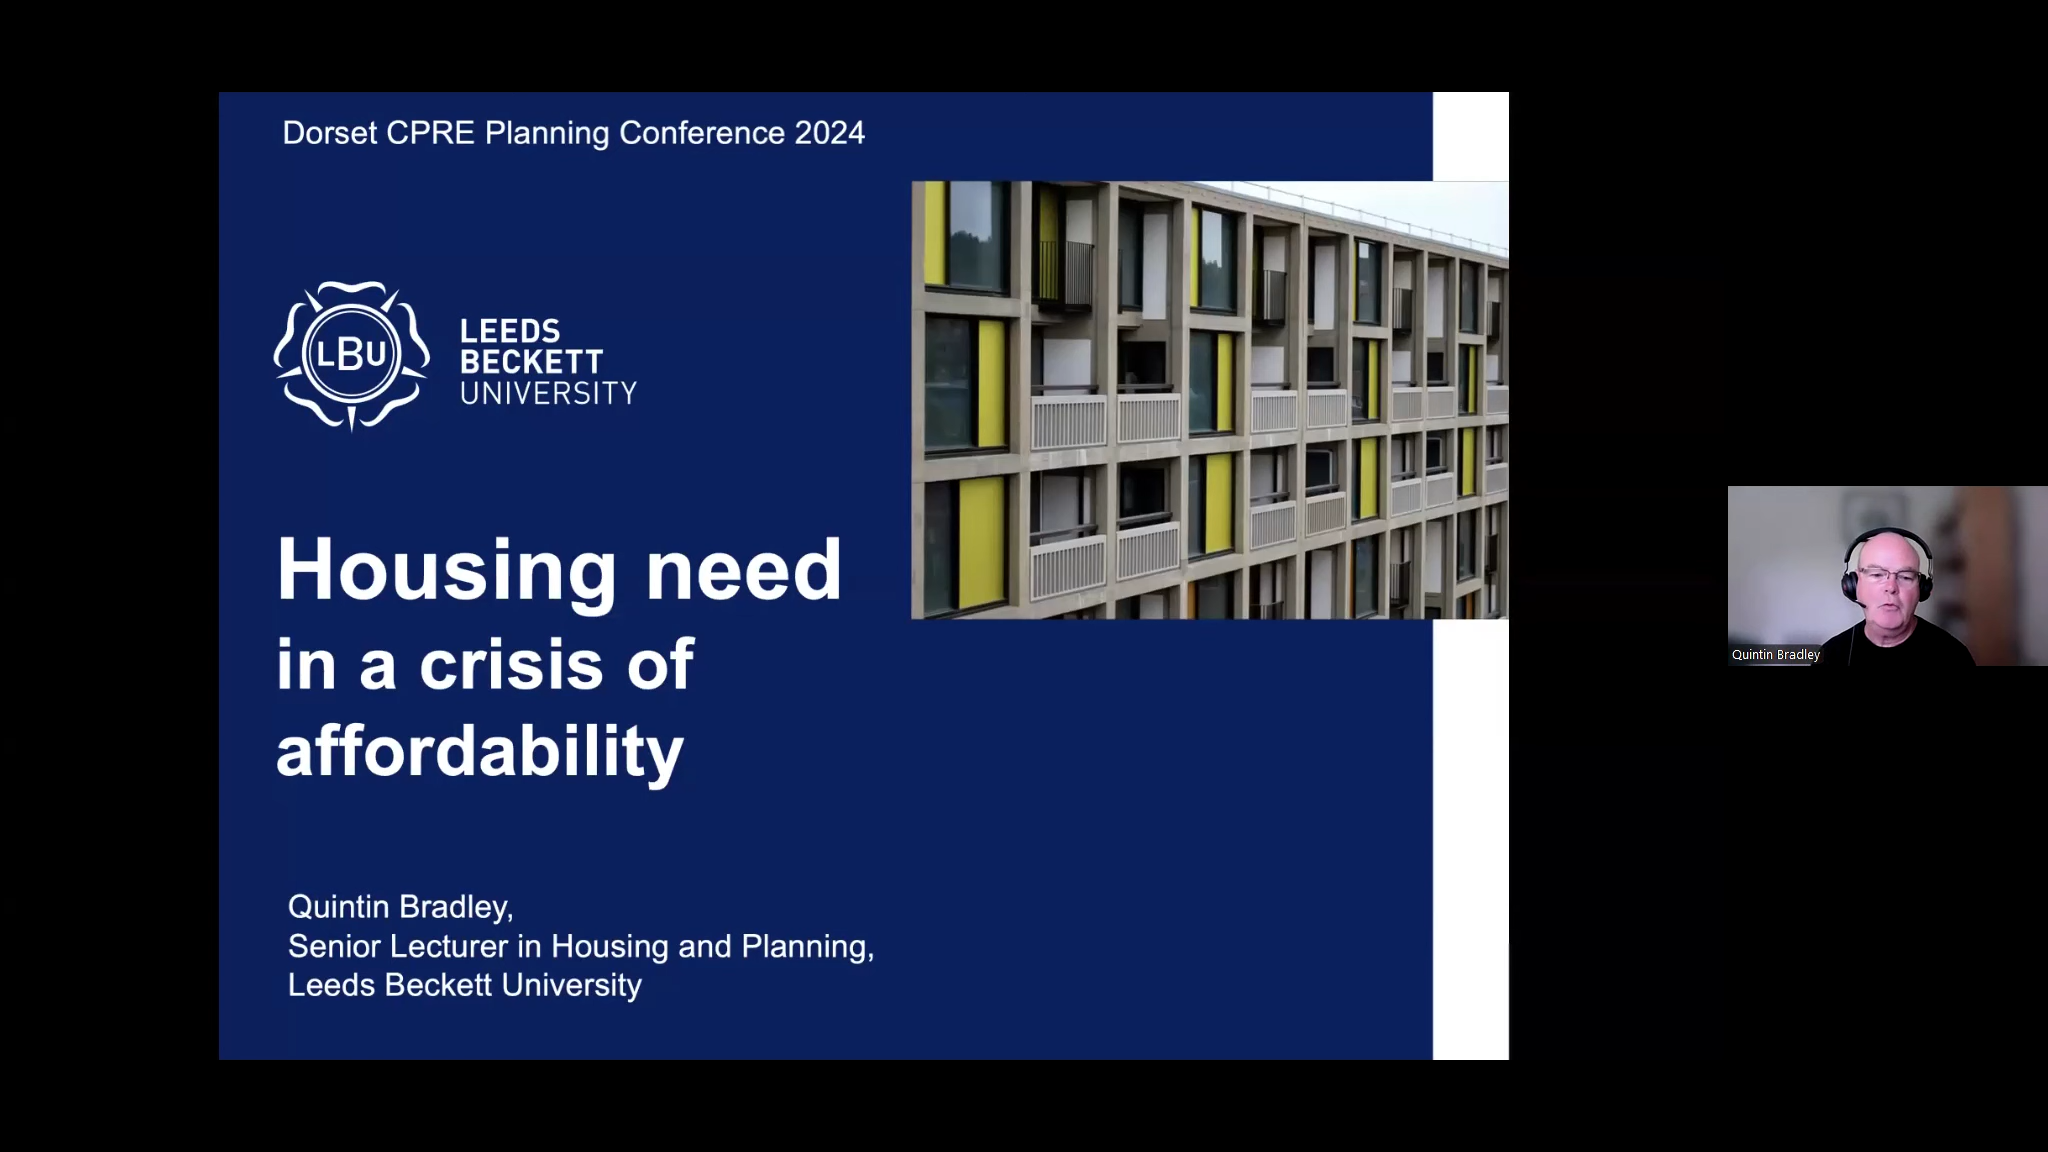 Dorset CPRE Planning Conference 2024
LBU
LEEDS
BECKETT
UNIVERSITY
Housing need
in a crisis of
affordability
Quintin Bradley,
Senior Lecturer in Housing and Planning,
Leeds Beckett University
Quintin Bradley